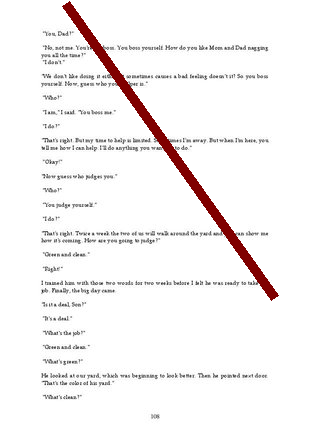 "You, Dad?"
"No, not me. You're boss. You boss yourself. How do you like Mom and Dad nagging
you all the time?"
"I don't."
"We don't like doing it either. sometimes causes a bad feeling doesn't it? So you boss
yourself. Now, guess who your is."
"Who?"
"I am," I said. "You boss me."
"I do?"
"That's right. But my time to help is limited. Sometimes I'm away. But when I'm here, you
tell me how I can help. I'll do anything you want to do."
"Okay!"
"Now guess who judges you."
"Who?"
"You judge yourself."
"I do?"
"That's right. Twice a week the two of us will walk around the yard and can show me
how it's coming. How are you going to judge?"
"Green and clean."
"Right!"
I trained him with those two words for two weeks before I felt he was ready to take
job. Finally, the big day came.
"Is it a deal, Son?"
"It's a deal."
"What's the job?"
"Green and clean."
"What's green?"
He looked at our yard, which was beginning to look better. Then he pointed next door.
"That's the color of his yard."
"What's clean?"
108